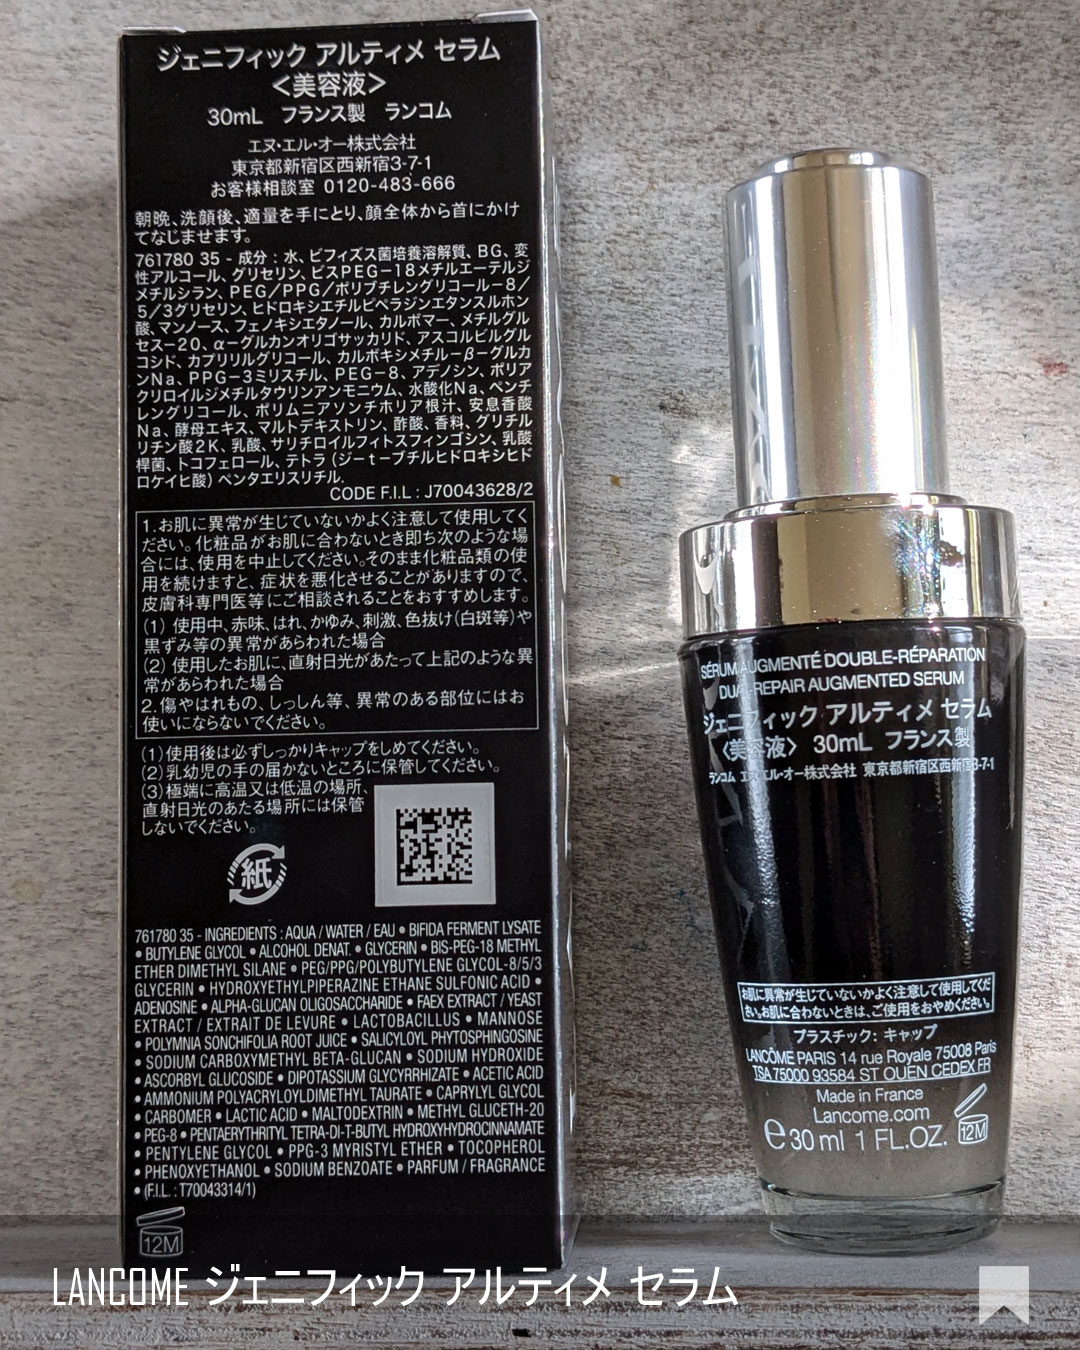 ジェニフィック アルティメ セラム
<美容液>
30mL フランス製 ランコム
エヌ・エル・オー株式会社
東京都新宿区西新宿3-7-1
お客様相談室 0120-483-666
朝晩、洗顔後、適量を手にとり、顔全体から首にかけ
てなじませます。
761780 35 - 成分 : 水、ビフィズス菌培養溶解質、BG、変
性アルコール、グリセリン、ビスPEG-18メチルエーテルジ
メチルシラン、PEG/PPG/ポリブチレングリコール-8/
5/3グリセリン、ヒドロキシエチルピペラジンエタンスルホン
酸、マンノース、フェノキシエタノール、カルボマー、メチルグル
セス-20、α-グルカンオリゴサッカリド、アスコルビルグル
コシド、カプリリルグリコール、カルボキシメチル-β-グルカ
ンNa、PPG-3ミリスチル、PEG-8、アデノシン、ポリア
クリロイルジメチルタウリンアンモニウム、水酸化Na、ペンチ
レングリコール、ポリムニアソンチホリア根汁、安息香酸
Na、酵母エキス、マルトデキストリン、酢酸、香料、グリチル
リチン酸2K、乳酸、サリチロイルフィトスフィンゴシン、乳酸
桿菌、トコフェロール、テトラ(ジ-t-ブチルヒドロキシヒド
ロケイヒ酸)ペンタエリスリチル.
CODE F.I.L : J70043628/2
1.お肌に異常が生じていないかよく注意して使用してく
ださい。化粧品がお肌に合わないとき即ち次のような場
合には、使用を中止してください。そのまま化粧品類の使
用を続けますと、症状を悪化させることがありますので、
皮膚科専門医等にご相談されることをおすすめします。
(1) 使用中、赤味、はれ、かゆみ、刺激、色抜け(白斑等)や
黒ずみ等の異常があらわれた場合
(2) 使用したお肌に、直射日光があたって上記のような異
常があらわれた場合
2.傷やはれもの、しっしん等、異常のある部位にはお
使いにならないでください。
(1)使用後は必ずしっかりキャップをしめてください。
(2)乳幼児の手の届かないところに保管してください。
(3)極端に高温又は低温の場所、
直射日光のあたる場所には保管
しないでください。
紙
761780 35 - INGREDIENTS : AQUA / WATER / EAU • BIFIDA FERMENT LYSATE
• BUTYLENE GLYCOL • ALCOHOL DENAT. • GLYCERIN • BIS-PEG-18 METHYL
ETHER DIMETHYL SILANE • PEG/PPG/POLYBUTYLENE GLYCOL-8/5/3
GLYCERIN • HYDROXYETHYLPIPERAZINE ETHANE SULFONIC ACID •
ADENOSINE • ALPHA-GLUCAN OLIGOSACCHARIDE • FAEX EXTRACT / YEAST
EXTRACT / EXTRAIT DE LEVURE • LACTOBACILLUS • MANNOSE
• POLYMNIA SONCHIFOLIA ROOT JUICE • SALICYLOYL PHYTOSPHINGOSINE
• SODIUM CARBOXYMETHYL BETA-GLUCAN • SODIUM HYDROXIDE
• ASCORBYL GLUCOSIDE • DIPOTASSIUM GLYCYRRHIZATE • ACETIC ACID
• AMMONIUM POLYACRYLOYLDIMETHYL TAURATE • CAPRYLYL GLYCOL
• CARBOMER • LACTIC ACID • MALTODEXTRIN • METHYL GLUCETH-20
• PEG-8 • PENTAERYTHRITYL TETRA-DI-T-BUTYL HYDROXYHYDROCINNAMATE
• PENTYLENE GLYCOL • PPG-3 MYRISTYL ETHER • TOCOPHEROL
• PHENOXYETHANOL • SODIUM BENZOATE • PARFUM / FRAGRANCE
• (F.I.L. : T70043314/1)
12M
SÉRUM AUGMENTÉ DOUBLE-RÉPARATION
DUAL-REPAIR AUGMENTED SERUM
ジェニフィック アルティメ セラム
〈美容液〉 30mL フランス製
ランコム エヌ・エル・オー株式会社 東京都新宿区西新宿3-7-1
お肌に異常が生じていないかよく注意して使用してくだ
さい。お肌に合わないときは、ご使用をおやめください。
プラスチック: キャップ
LANCÔME PARIS 14 rue Royale 75008 Paris
TSA 75000 93584 ST OUEN CEDEX FR
Made in France
Lancome.com
e 30 ml 1 FL.OZ. 12M
LANCOME ジェニフィック アルティメ セラム